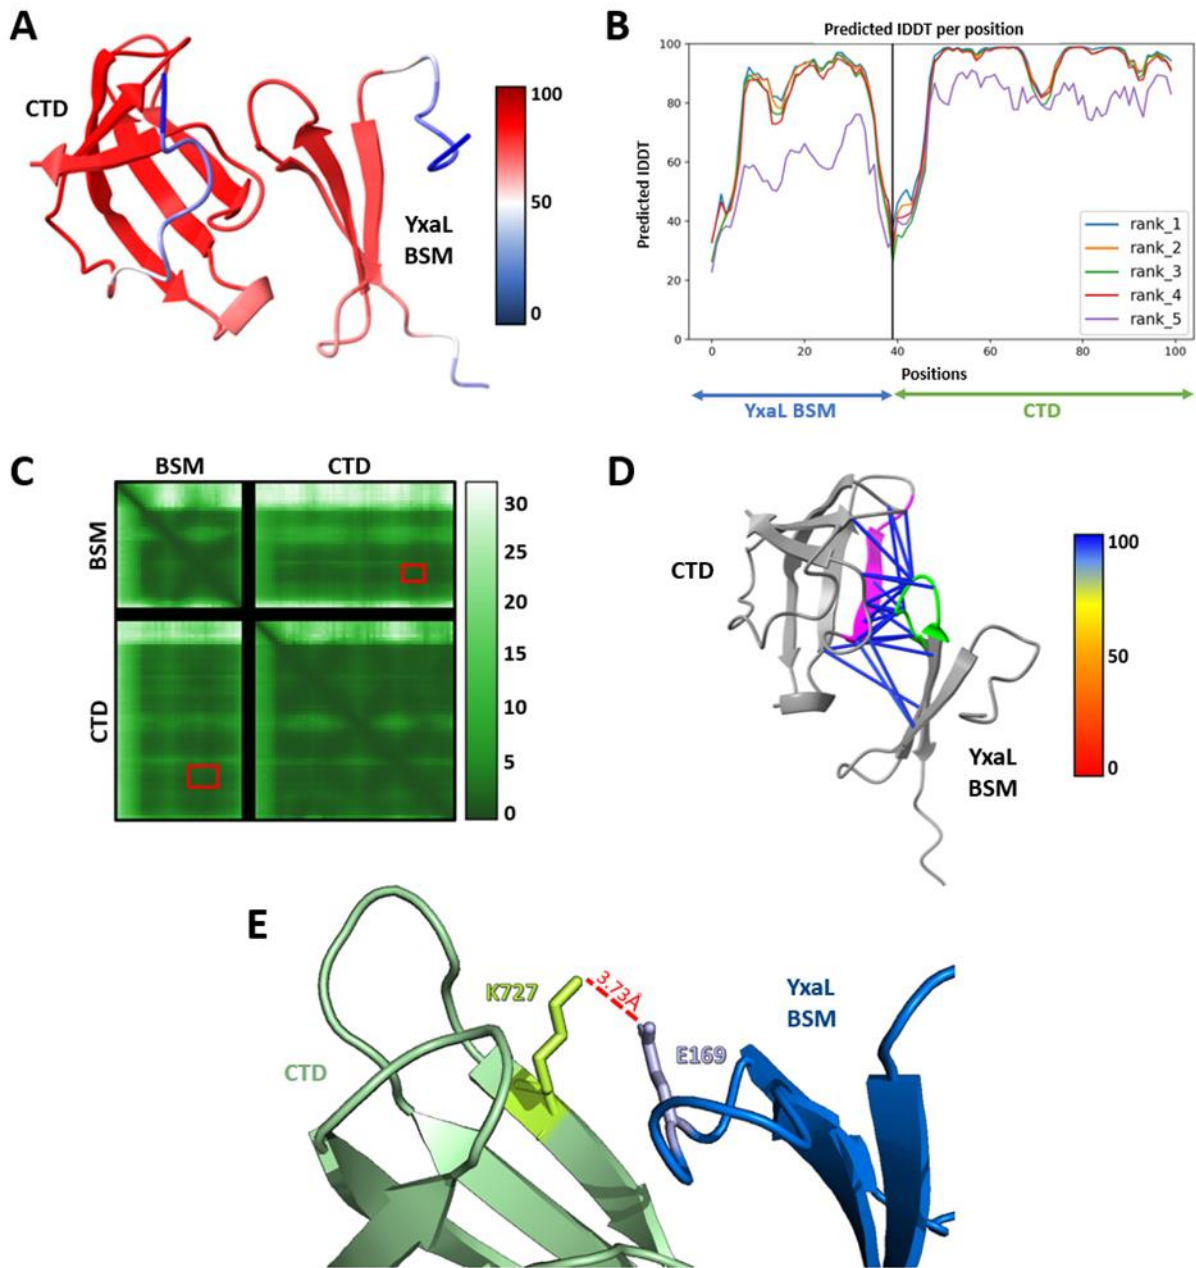 A
CTD
YxaL
BSM
100
50
0
B
Predicted IDDT per position
Predicted IDDT
100
80
60
40
20
0
0 20 40 60 80 100
Positions
rank_1
rank_2
rank_3
rank_4
rank_5
YxaL BSM
CTD
C
BSM CTD
BSM
CTD
30
25
20
15
10
5
0
D
CTD
YxaL
BSM
100
50
0
E
K727
3.73Å
E169
YxaL
BSM
CTD